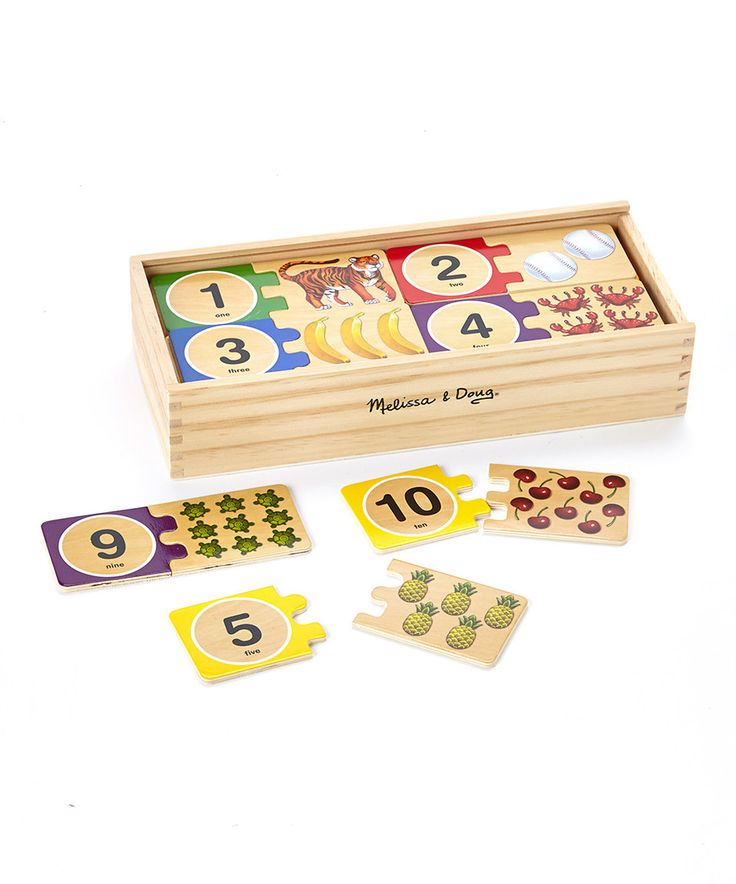 1
one
2
two
3
three
4
four
Melissa & Doug
9
nine
10
ten
5
five